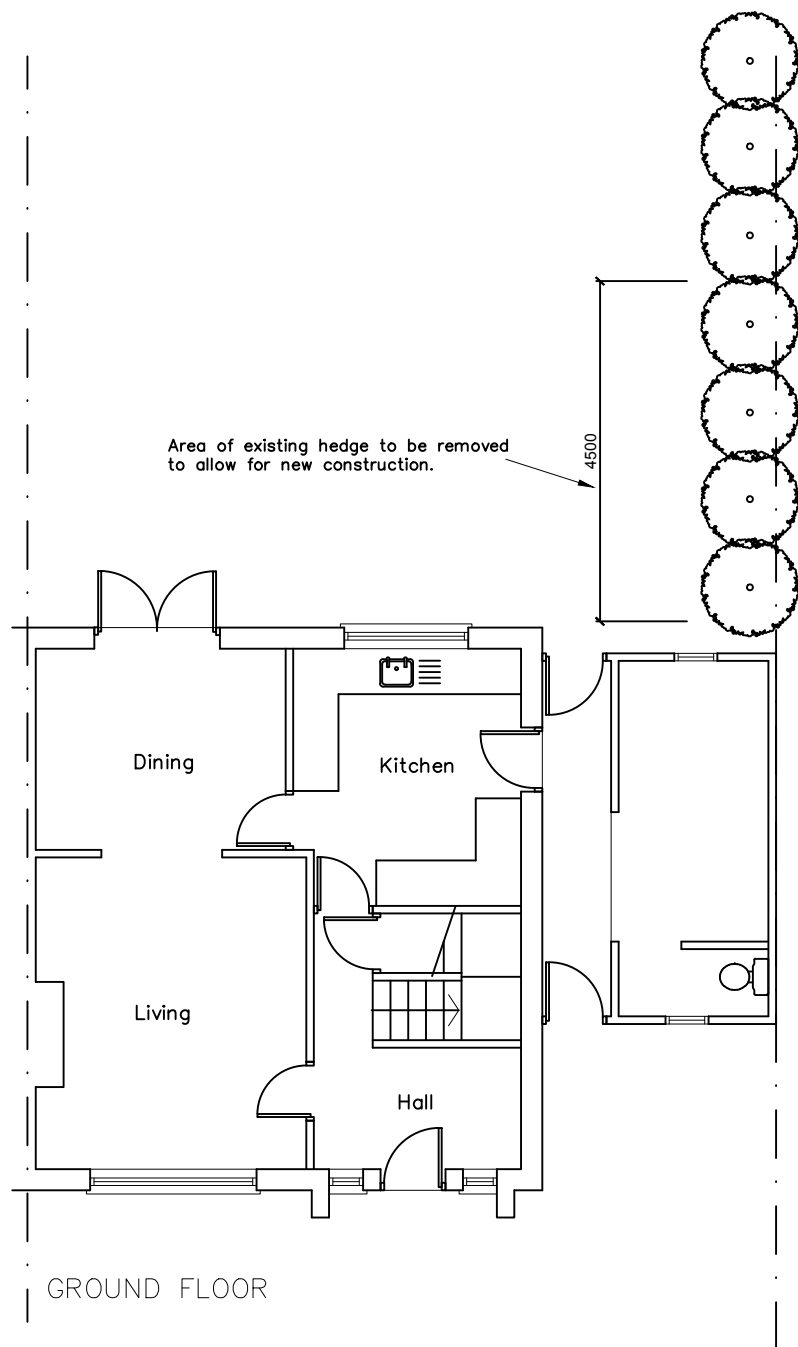 Area of existing hedge to be removed
to allow for new construction.
4500
Dining
Kitchen
Living
Hall
GROUND FLOOR